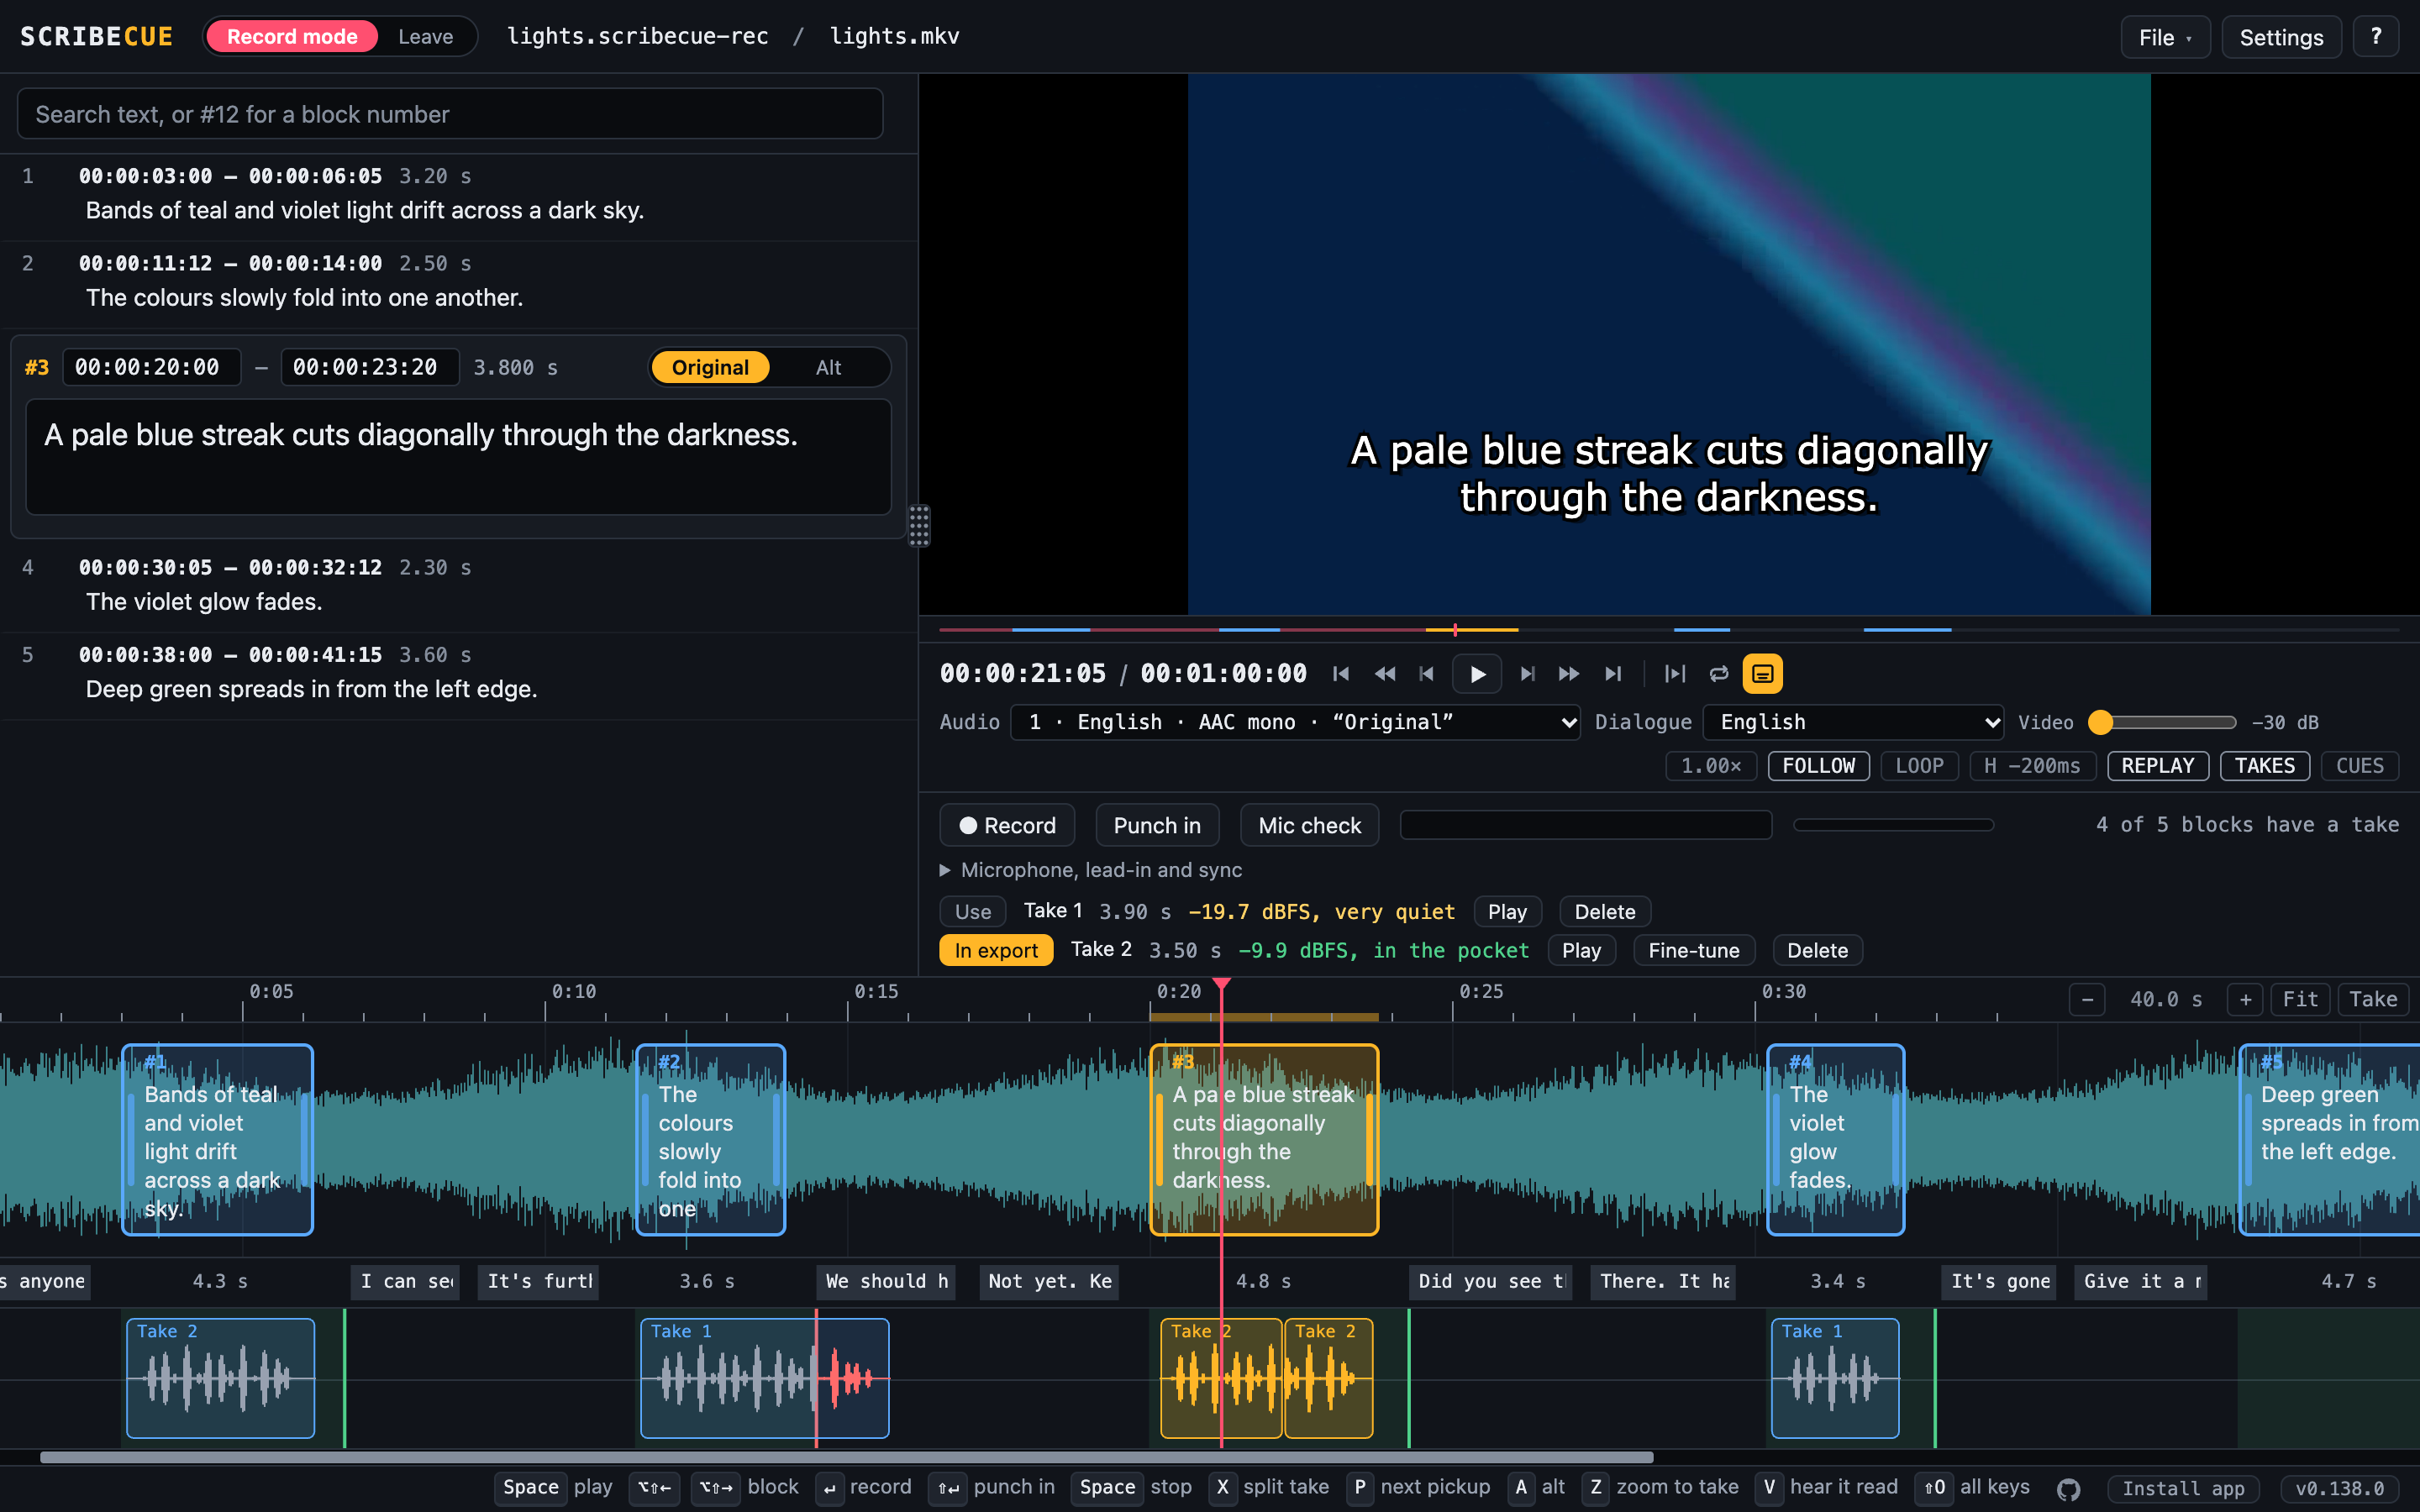 SCRIBECUE Record mode Leave lights.scribecue-rec / lights.mkv File Settings ?
Search text, or #12 for a block number
1 00:00:03:00 – 00:00:06:05 3.20 s
Bands of teal and violet light drift across a dark sky.
2 00:00:11:12 – 00:00:14:00 2.50 s
The colours slowly fold into one another.
#3 00:00:20:00 – 00:00:23:20 3.800 s Original Alt
A pale blue streak cuts diagonally through the darkness.
4 00:00:30:05 – 00:00:32:12 2.30 s
The violet glow fades.
5 00:00:38:00 – 00:00:41:15 3.60 s
Deep green spreads in from the left edge.
A pale blue streak cuts diagonally
through the darkness.
00:00:21:05 / 00:01:00:00
Audio 1 · English · AAC mono · “Original” Dialogue English Video −30 dB
1.00× FOLLOW LOOP H −200ms REPLAY TAKES CUES
Record Punch in Mic check 4 of 5 blocks have a take
Microphone, lead-in and sync
Use Take 1 3.90 s −19.7 dBFS, very quiet Play Delete
In export Take 2 3.50 s −9.9 dBFS, in the pocket Play Fine-tune Delete
0:05 0:10 0:15 0:20 0:25 0:30 − 40.0 s + Fit Take
#1
Bands of teal
and violet
light drift
across a dark
sky.
#2
The
colours
slowly
fold into
one
#3
A pale blue streak
cuts diagonally
through the
darkness.
#4
The
violet
glow
fades.
#5
Deep green
spreads in from
the left edge.
s anyone 4.3 s I can see It's furth 3.6 s We should h Not yet. Ke 4.8 s Did you see t There. It ha 3.4 s It's gone Give it a 4.7 s
Take 2 Take 1 Take 2 Take 2 Take 1
Space play ⌥⇧← ⌥⇧→ block ↵ record ⇧↵ punch in Space stop X split take P next pickup A alt Z zoom to take V hear it read ⇧O all keys Install app v0.138.0